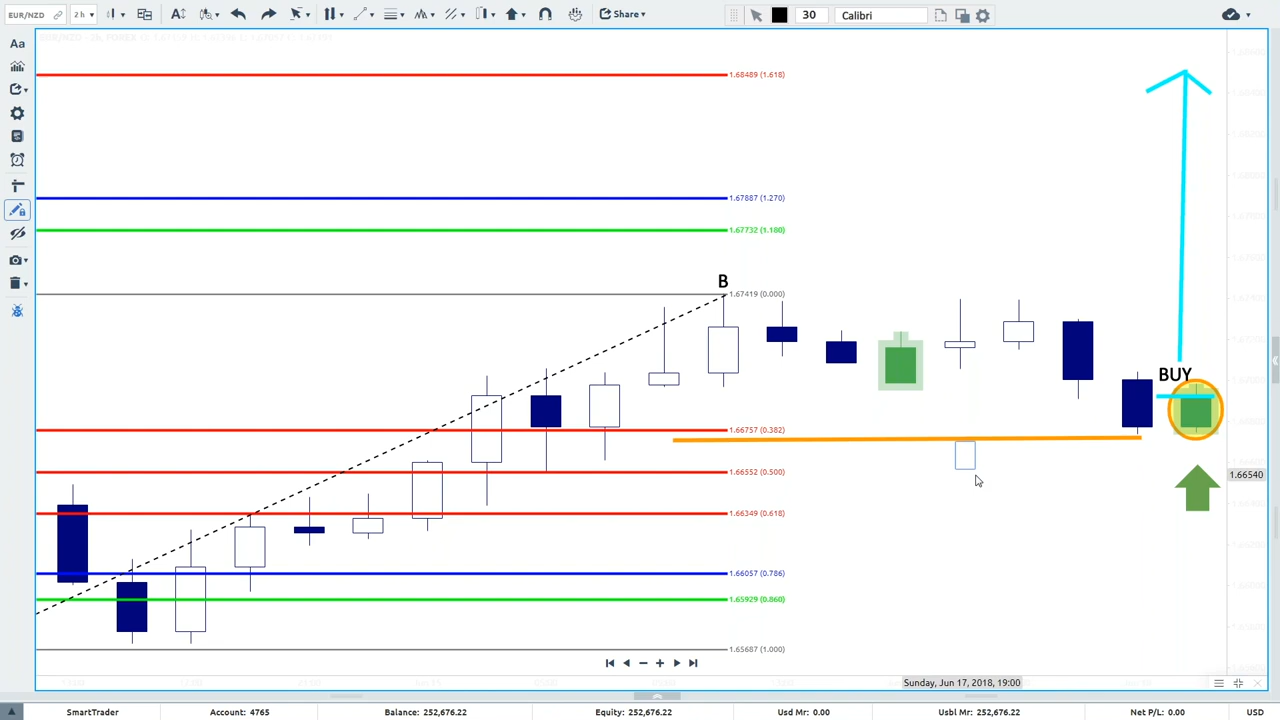 EUR/NZD
2 h
Share
30
Calibri
1.68489 (1.618)
1.67887 (1.270)
1.67732 (1.180)
B
1.67419 (0.000)
BUY
1.66757 (0.382)
1.66552 (0.500)
1.66540
1.66349 (0.618)
1.66057 (0.786)
1.65929 (0.860)
1.65687 (1.000)
Sunday, Jun 17, 2018, 19:00
SmartTrader
Account: 4765
Balance: 252,676.22
Equity: 252,676.22
Usd Mr: 0.00
Usbl Mr: 252,676.22
Net P/L: 0.00
USD